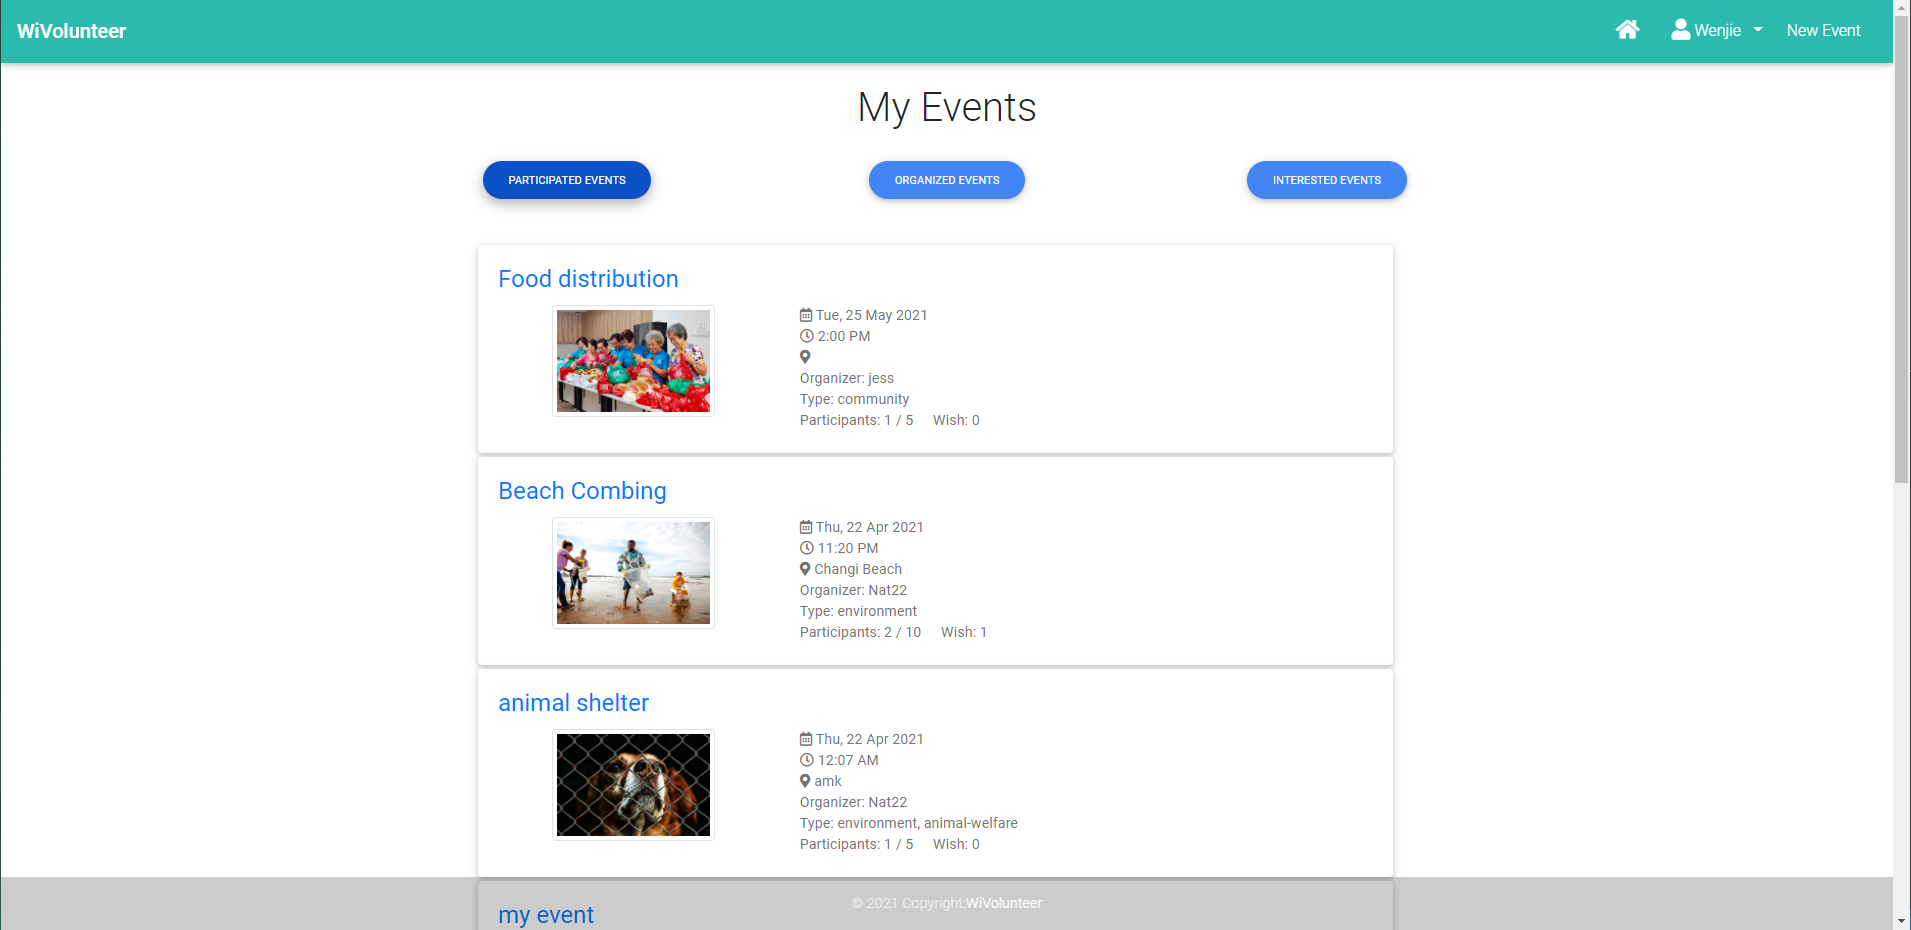 WiVolunteer
Wenjie
New Event
My Events
PARTICIPATED EVENTS
ORGANIZED EVENTS
INTERESTED EVENTS
Food distribution
Tue, 25 May 2021
2:00 PM
Organizer: jess
Type: community
Participants: 1 / 5 Wish: 0
Beach Combing
Thu, 22 Apr 2021
11:20 PM
Changi Beach
Organizer: Nat22
Type: environment
Participants: 2 / 10 Wish: 1
animal shelter
Thu, 22 Apr 2021
12:07 AM
amk
Organizer: Nat22
Type: environment, animal-welfare
Participants: 1 / 5 Wish: 0
© 2021 Copyright:WiVolunteer
my event